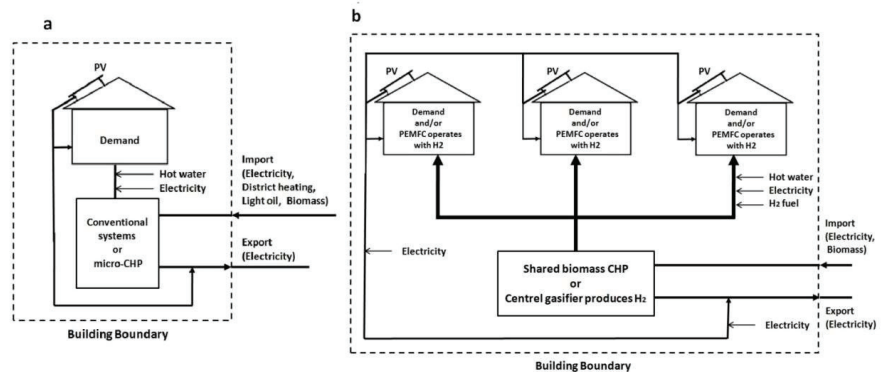 a
PV
Demand
Hot water
Electricity
Conventional
systems
or
micro-CHP
Import
(Electricity,
District heating,
Light oil, Biomass)
Export
(Electricity)
Building Boundary
b
PV
PV
PV
Demand
and/or
PEMFC operates
with H2
Demand
and/or
PEMFC operates
with H2
Demand
and/or
PEMFC operates
with H2
Hot water
Electricity
H2 fuel
Electricity
Shared biomass CHP
or
Centrel gasifier produces H2
Import
(Electricity,
Biomass)
Export
(Electricity)
Electricity
Building Boundary